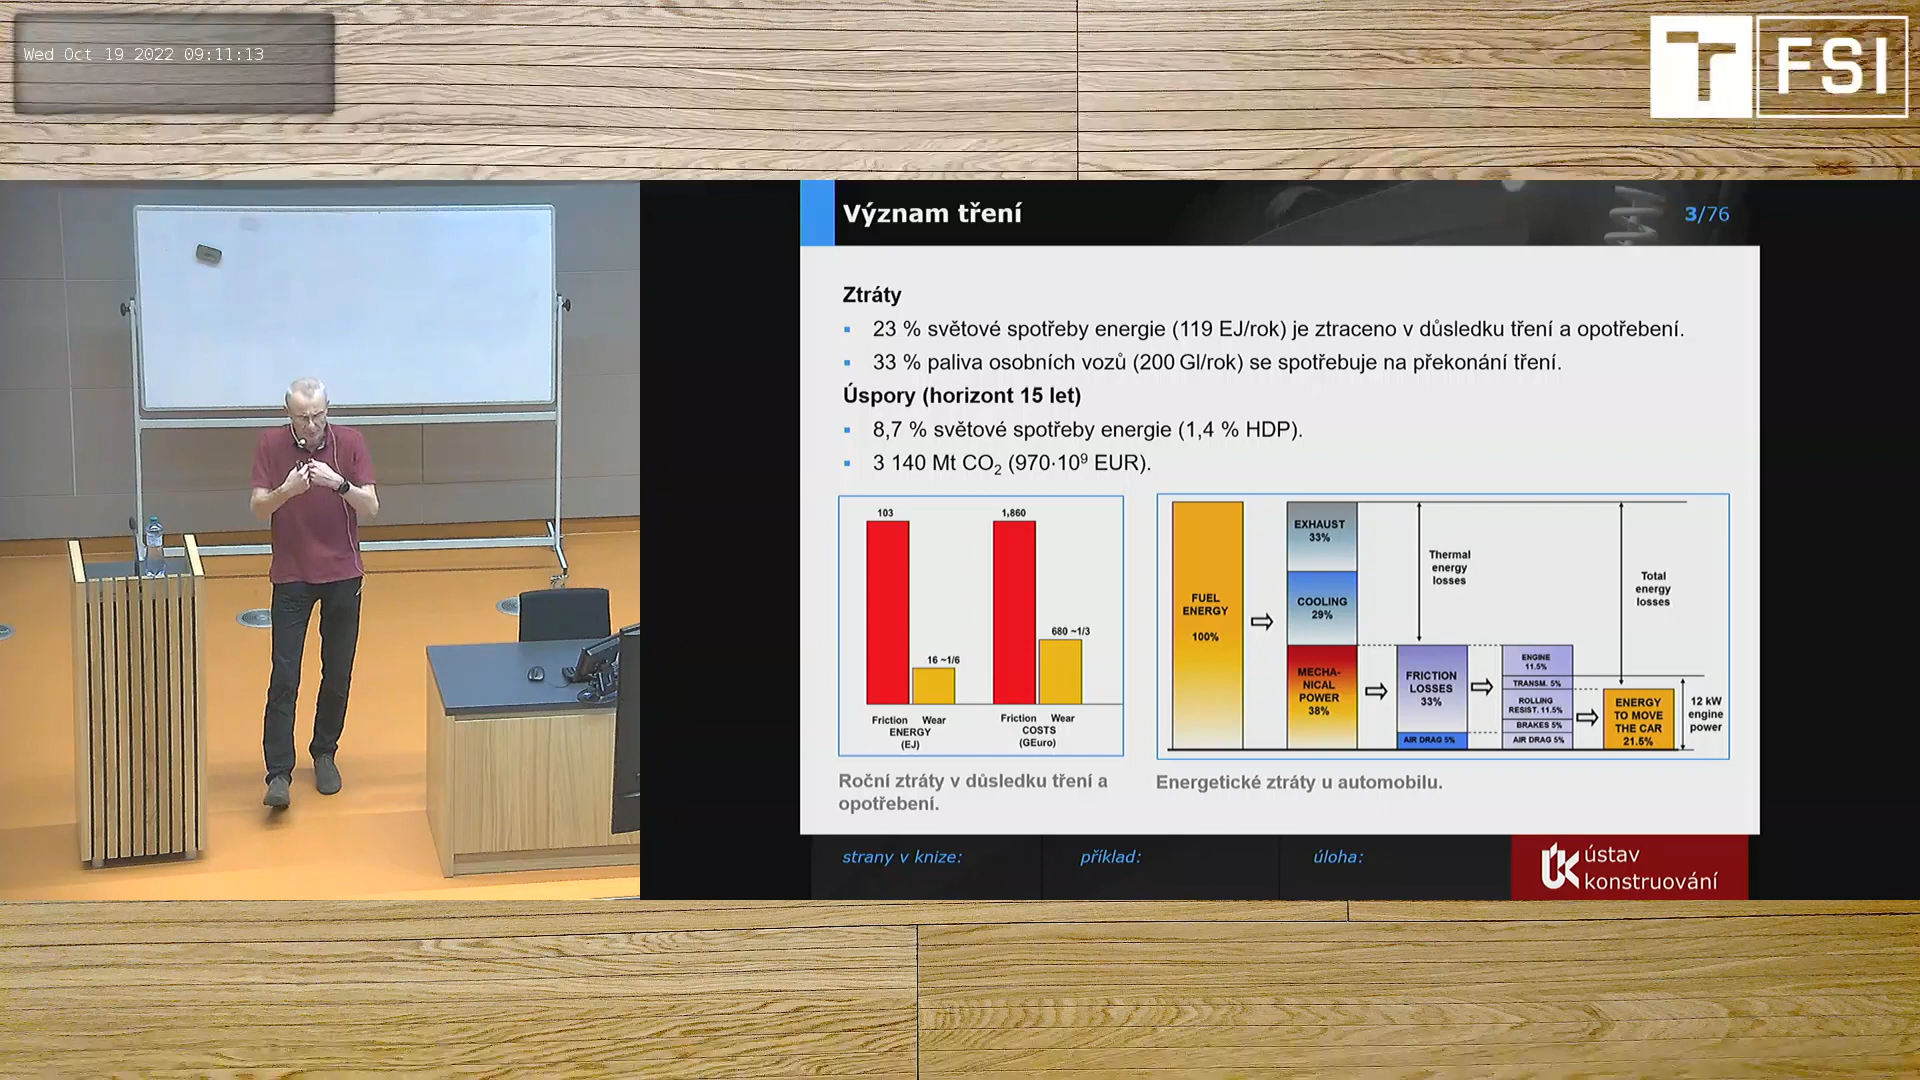 Wed Oct 19 2022 09:11:13
T FSI
Význam tření
3/76
Ztráty
23 % světové spotřeby energie (119 EJ/rok) je ztraceno v důsledku tření a opotřebení.
33 % paliva osobních vozů (200 Gl/rok) se spotřebuje na překonání tření.
Úspory (horizont 15 let)
8,7 % světové spotřeby energie (1,4 % HDP).
3 140 Mt CO₂ (970·10⁹ EUR).
103
1,860
16 ~1/6
680 ~1/3
Friction Wear
ENERGY
(EJ)
Friction Wear
COSTS
(GEuro)
Roční ztráty v důsledku tření a
opotřebení.
FUEL
ENERGY
100%
EXHAUST
33%
COOLING
29%
MECHA-
NICAL
POWER
38%
Thermal
energy
losses
FRICTION
LOSSES
33%
AIR DRAG 5%
ENGINE
11.5%
TRANSM. 5%
ROLLING
RESIST. 11.5%
BRAKES 5%
AIR DRAG 5%
Total
energy
losses
ENERGY
TO MOVE
THE CAR
21.5%
12 kW
engine
power
Energetické ztráty u automobilu.
strany v knize:
příklad:
úloha:
ÚK ústav
konstruování